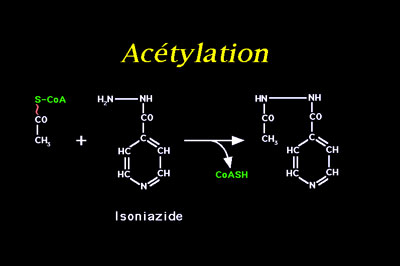 Acétylation
S-CoA H₂N NH HN NH
CO CO CO CO
CH₃ + C CH₃ C
HC CH HC CH
HC CH CoASH HC CH
N N
Isoniazide